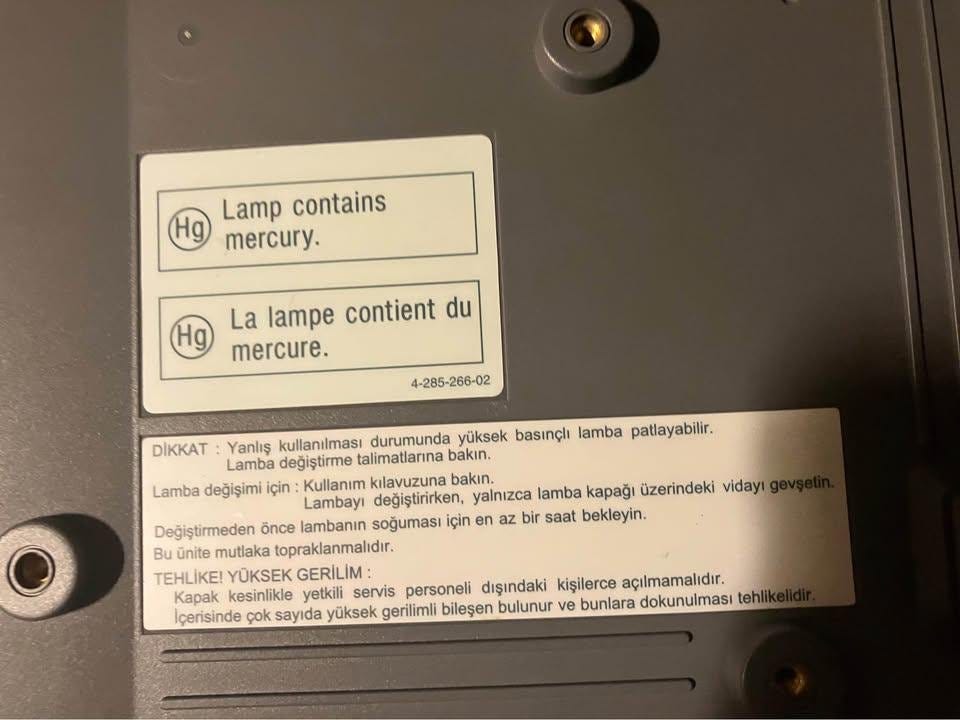 Hg Lamp contains
mercury.
Hg La lampe contient du
mercure.
4-285-266-02
DİKKAT : Yanlış kullanılması durumunda yüksek basınçlı lamba patlayabilir.
Lamba değiştirme talimatlarına bakın.
Lamba değişimi için : Kullanım kılavuzuna bakın.
Lambayı değiştirirken, yalnızca lamba kapağı üzerindeki vidayı gevşetin.
Değiştirmeden önce lambanın soğuması için en az bir saat bekleyin.
Bu ünite mutlaka topraklanmalıdır.
TEHLİKE! YÜKSEK GERİLİM :
Kapak kesinlikle yetkili servis personeli dışındaki kişilerce açılmamalıdır.
İçerisinde çok sayıda yüksek gerilimli bileşen bulunur ve bunlara dokunulması tehlikelidir.